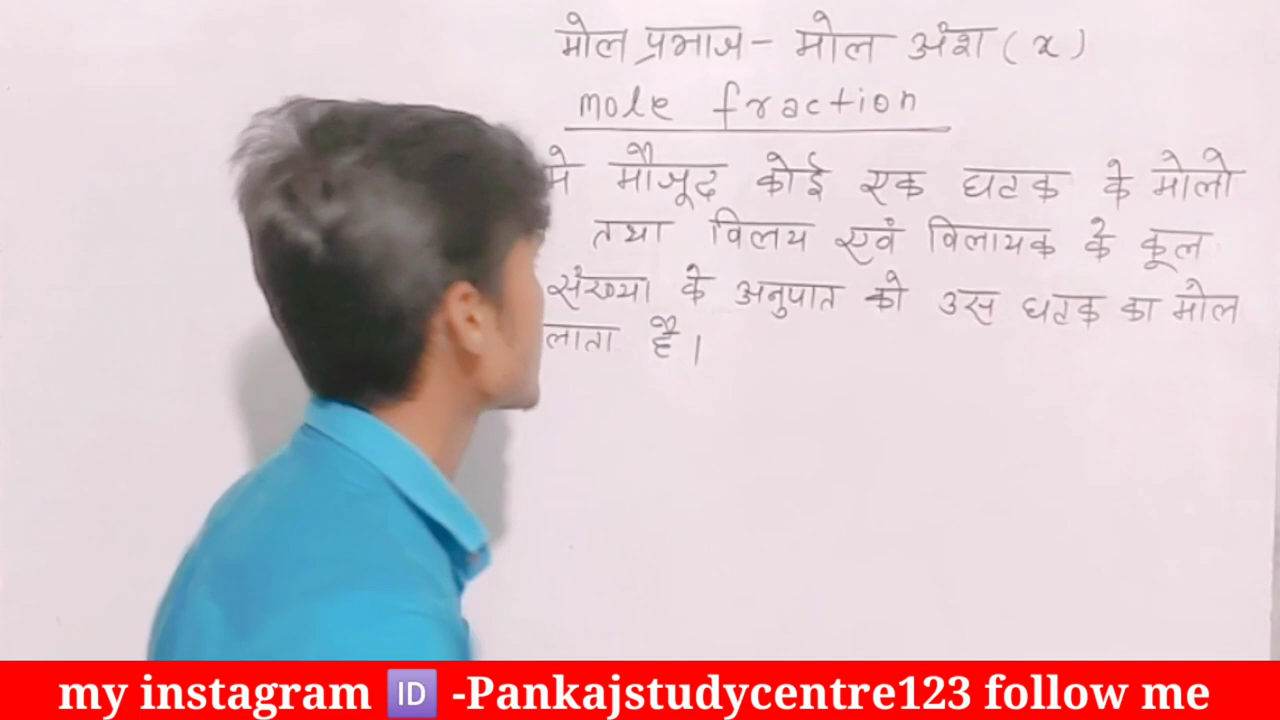 मोल प्रभाज - मोल अंश ( x )
mole fraction
मे मौजूद कोई एक घटक के मोलो
तथा विलय एवं विलायक के कूल
संख्या के अनुपात को उस घटक का मोल
लाता है।
my instagram 🆔 -Pankajstudycentre123 follow me